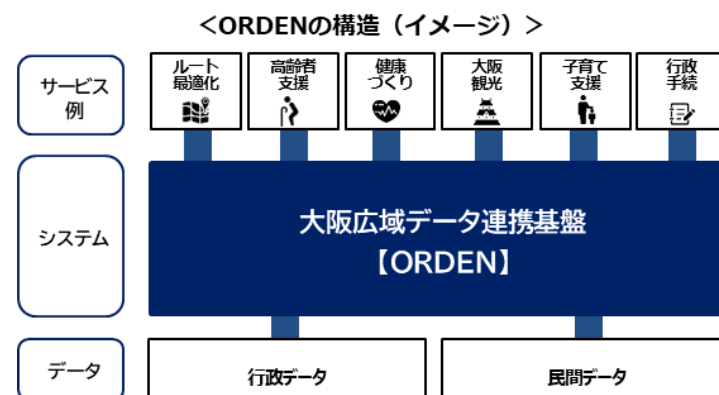 ＜ORDENの構造（イメージ）＞
サービス
例
ルート
最適化
高齢者
支援
健康
づくり
大阪
観光
子育て
支援
行政
手続
システム
大阪広域データ連携基盤
【ORDEN】
データ
行政データ
民間データ